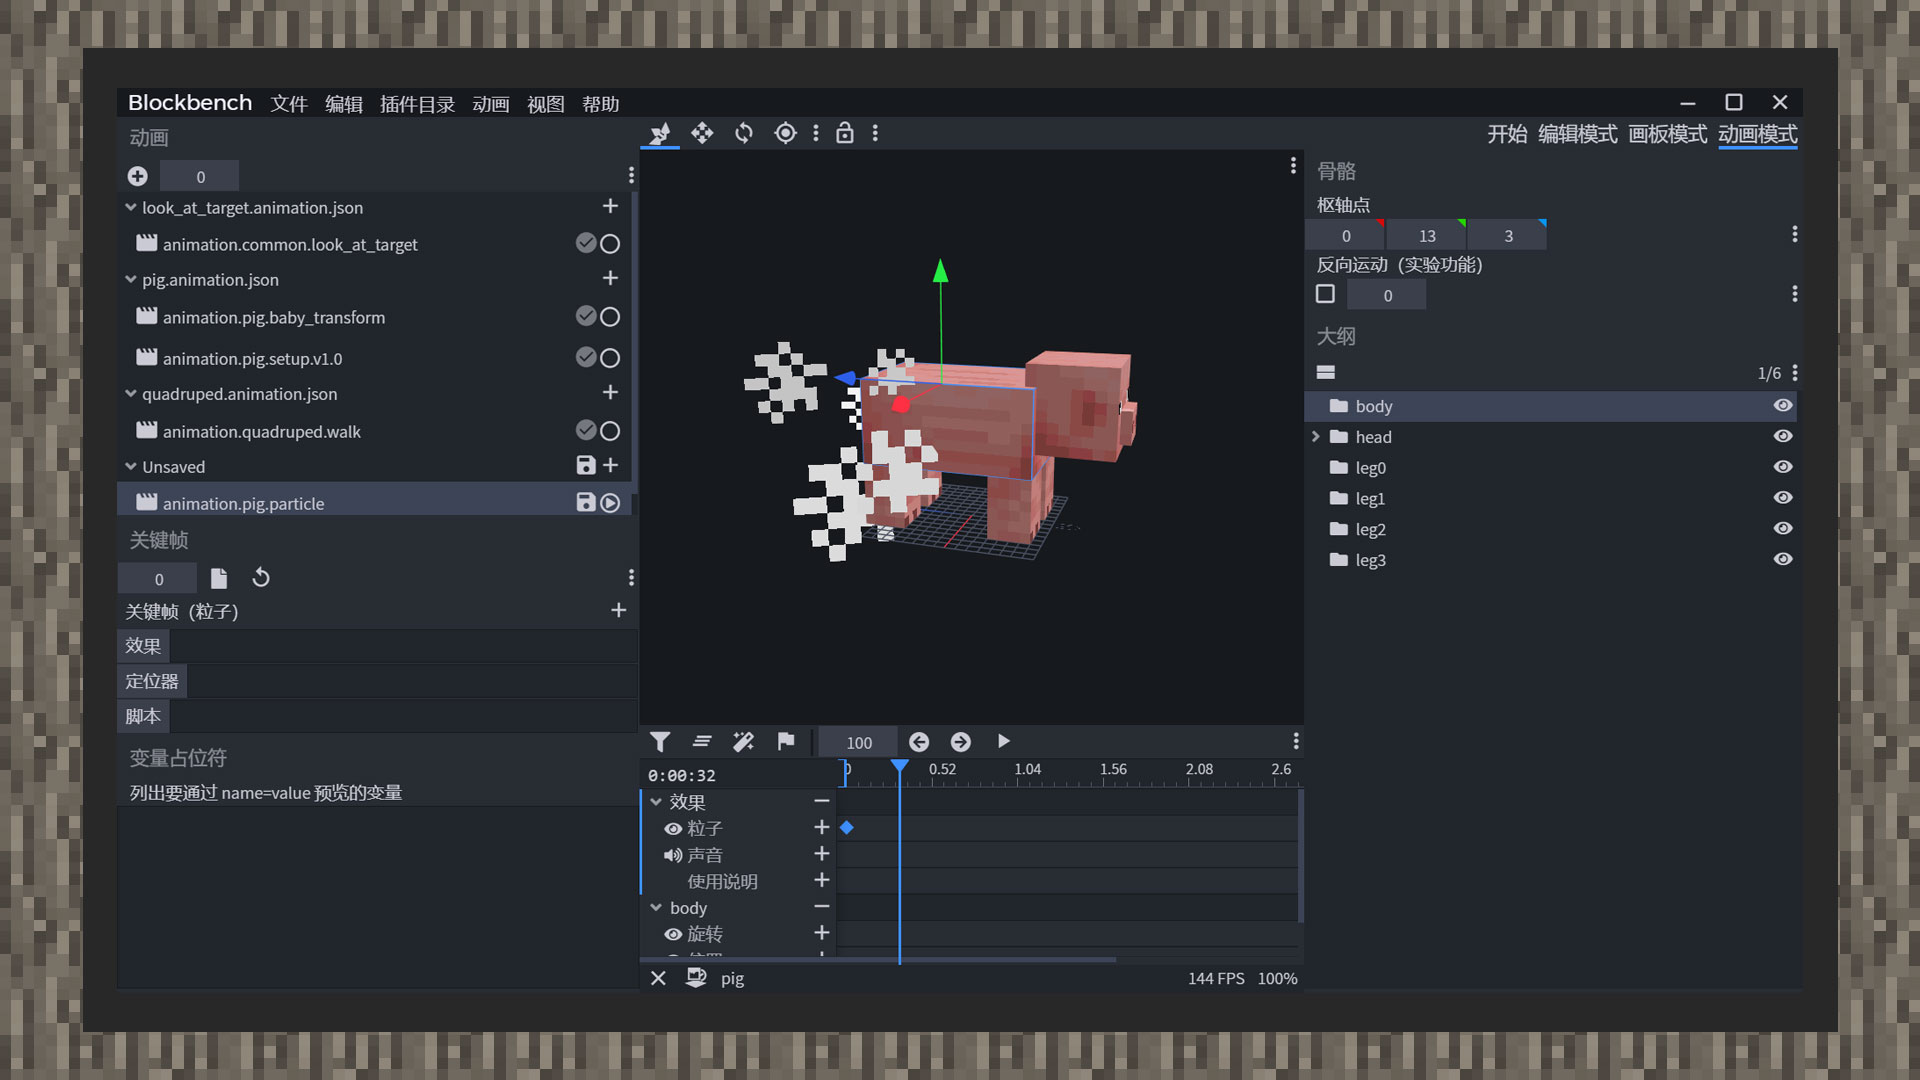 Blockbench 文件 编辑 插件目录 动画 视图 帮助
动画
0
look_at_target.animation.json
animation.common.look_at_target
pig.animation.json
animation.pig.baby_transform
animation.pig.setup.v1.0
quadruped.animation.json
animation.quadruped.walk
Unsaved
animation.pig.particle
关键帧
0
关键帧（粒子）
效果
定位器
脚本
变量占位符
列出要通过 name=value 预览的变量
100
0:00:32
0 0.52 1.04 1.56 2.08 2.6
效果
粒子
声音
使用说明
body
旋转
pig
144 FPS 100%
开始 编辑模式 画板模式 动画模式
骨骼
枢轴点
0 13 3
反向运动（实验功能）
0
大纲
1/6
body
head
leg0
leg1
leg2
leg3